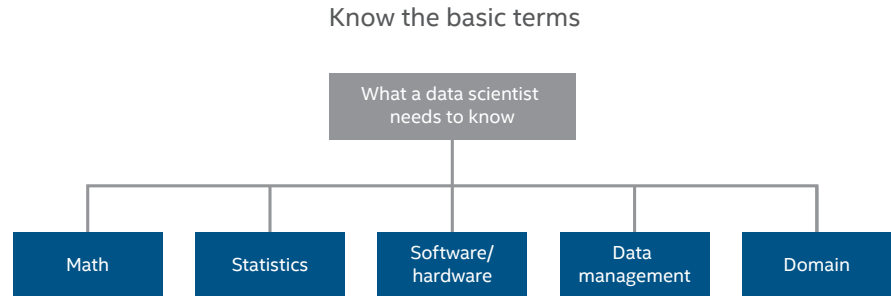 Know the basic terms
What a data scientist
needs to know
Math
Statistics
Software/
hardware
Data
management
Domain